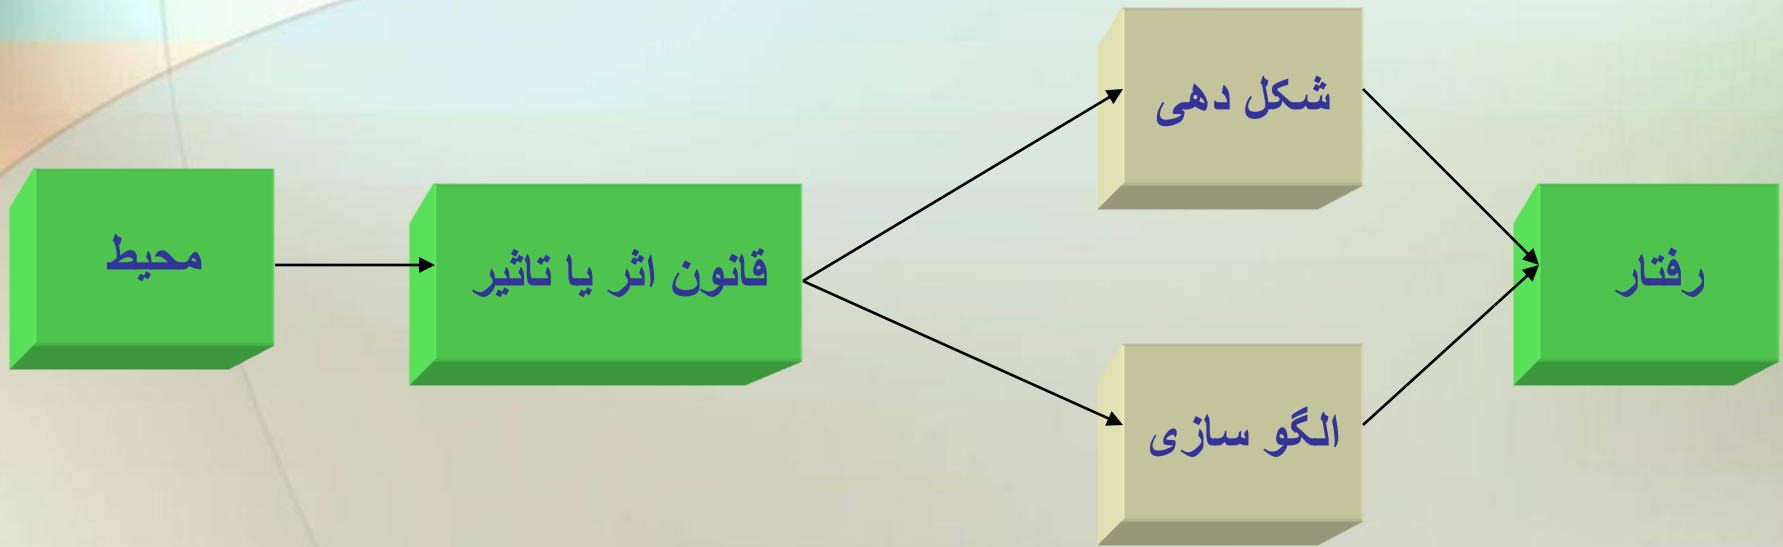 محیط
قانون اثر یا تاثیر
شکل دهی
الگو سازی
رفتار